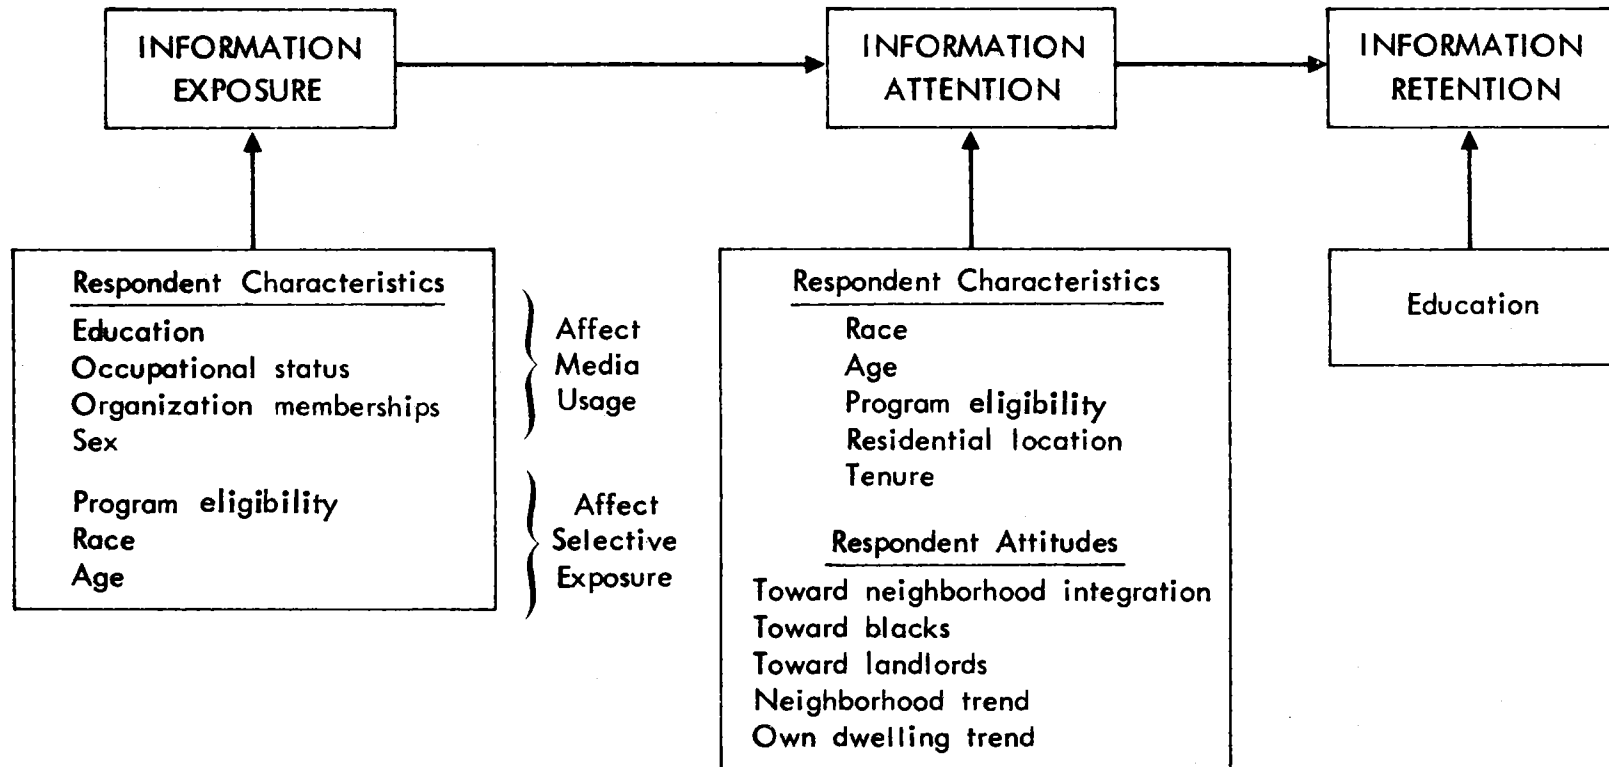 INFORMATION
EXPOSURE
INFORMATION
ATTENTION
INFORMATION
RETENTION
Respondent Characteristics
Education
Occupational status
Organization memberships
Sex
Affect
Media
Usage
Program eligibility
Race
Age
Affect
Selective
Exposure
Respondent Characteristics
Race
Age
Program eligibility
Residential location
Tenure
Respondent Attitudes
Toward neighborhood integration
Toward blacks
Toward landlords
Neighborhood trend
Own dwelling trend
Education